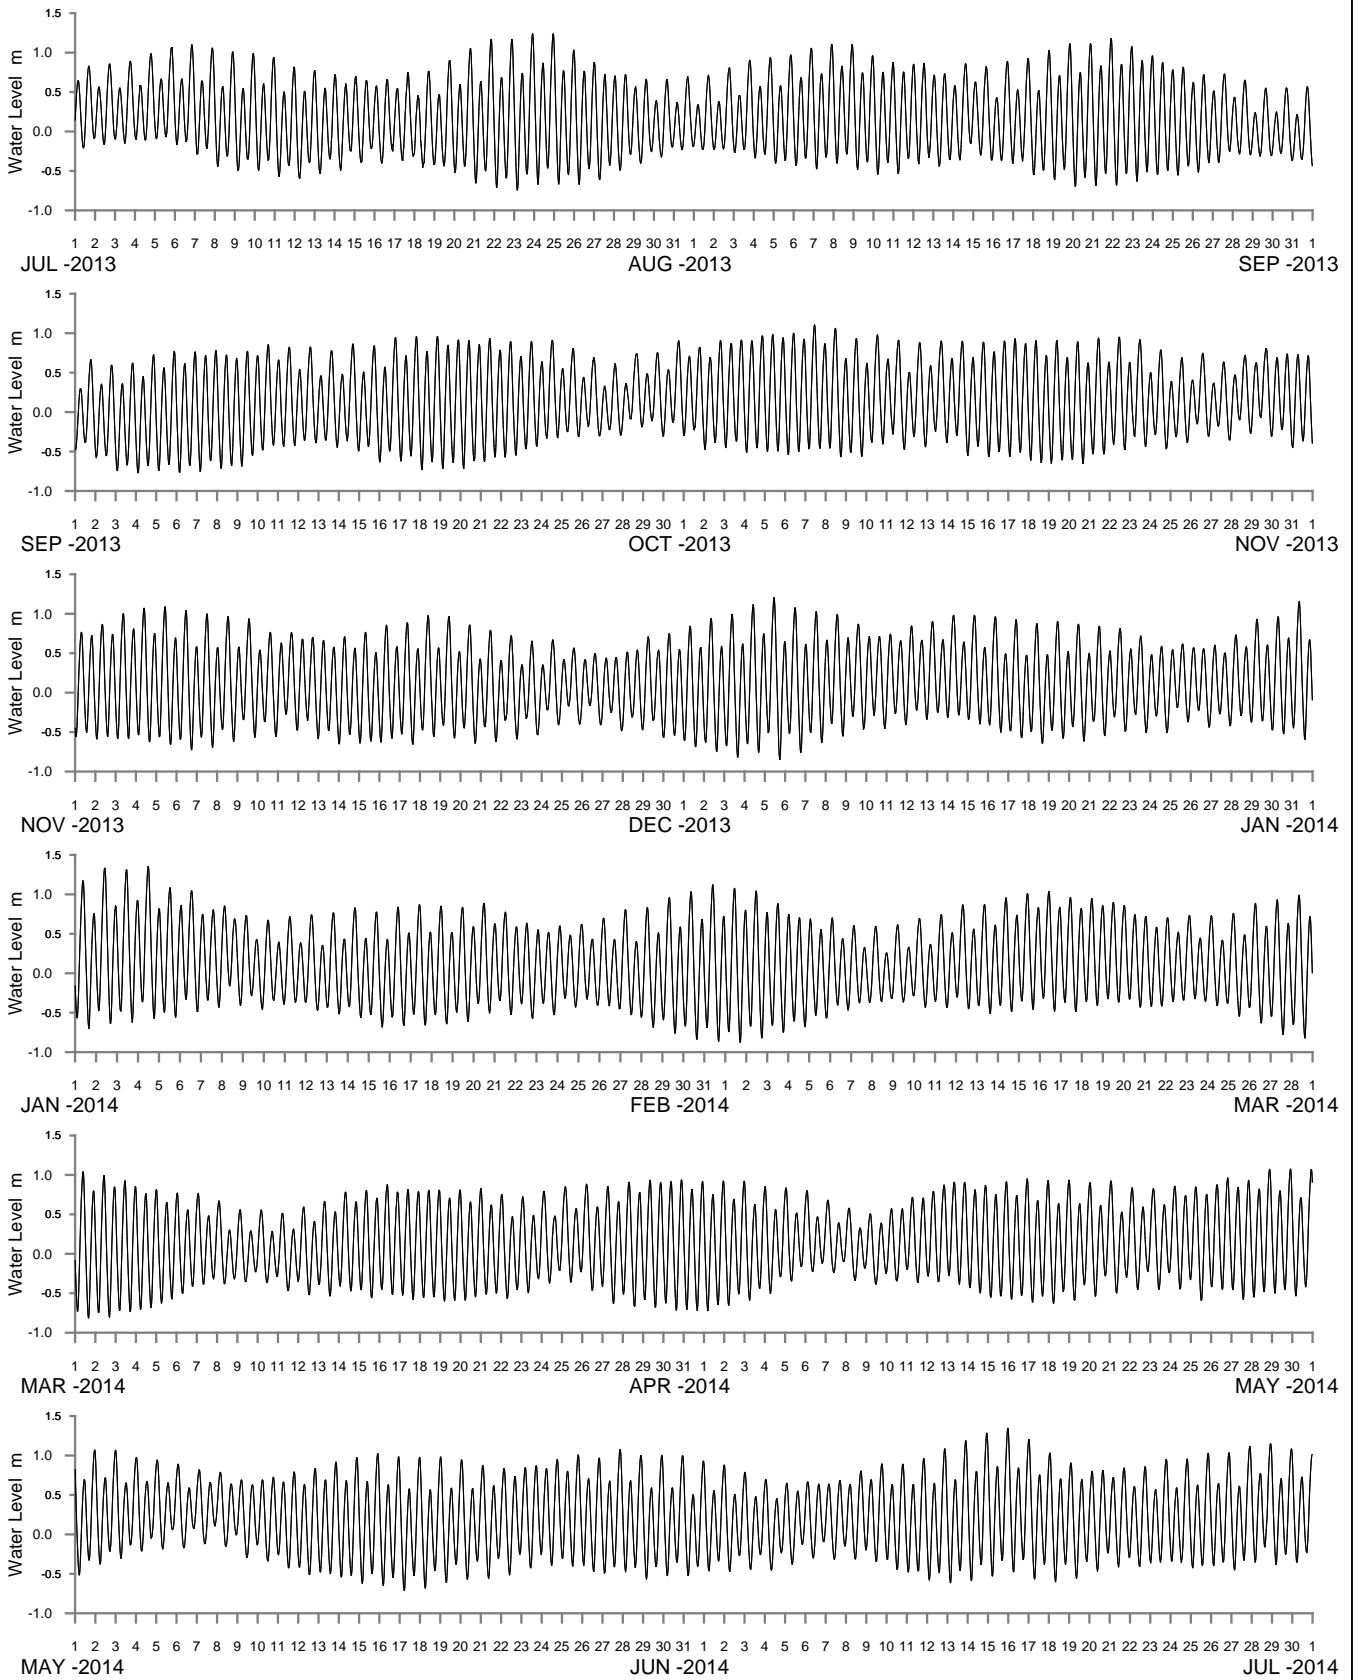 1.5
1.0
0.5
0.0
-0.5
-1.0
Water Level m
1 2 3 4 5 6 7 8 9 10 11 12 13 14 15 16 17 18 19 20 21 22 23 24 25 26 27 28 29 30 31 1 2 3 4 5 6 7 8 9 10 11 12 13 14 15 16 17 18 19 20 21 22 23 24 25 26 27 28 29 30 31 1
JUL -2013 AUG -2013 SEP -2013
1.5
1.0
0.5
0.0
-0.5
-1.0
Water Level m
1 2 3 4 5 6 7 8 9 10 11 12 13 14 15 16 17 18 19 20 21 22 23 24 25 26 27 28 29 30 1 2 3 4 5 6 7 8 9 10 11 12 13 14 15 16 17 18 19 20 21 22 23 24 25 26 27 28 29 30 31 1
SEP -2013 OCT -2013 NOV -2013
1.5
1.0
0.5
0.0
-0.5
-1.0
Water Level m
1 2 3 4 5 6 7 8 9 10 11 12 13 14 15 16 17 18 19 20 21 22 23 24 25 26 27 28 29 30 1 2 3 4 5 6 7 8 9 10 11 12 13 14 15 16 17 18 19 20 21 22 23 24 25 26 27 28 29 30 31 1
NOV -2013 DEC -2013 JAN -2014
1.5
1.0
0.5
0.0
-0.5
-1.0
Water Level m
1 2 3 4 5 6 7 8 9 10 11 12 13 14 15 16 17 18 19 20 21 22 23 24 25 26 27 28 29 30 31 1 2 3 4 5 6 7 8 9 10 11 12 13 14 15 16 17 18 19 20 21 22 23 24 25 26 27 28 1
JAN -2014 FEB -2014 MAR -2014
1.5
1.0
0.5
0.0
-0.5
-1.0
Water Level m
1 2 3 4 5 6 7 8 9 10 11 12 13 14 15 16 17 18 19 20 21 22 23 24 25 26 27 28 29 30 31 1 2 3 4 5 6 7 8 9 10 11 12 13 14 15 16 17 18 19 20 21 22 23 24 25 26 27 28 29 30 1
MAR -2014 APR -2014 MAY -2014
1.5
1.0
0.5
0.0
-0.5
-1.0
Water Level m
1 2 3 4 5 6 7 8 9 10 11 12 13 14 15 16 17 18 19 20 21 22 23 24 25 26 27 28 29 30 31 1 2 3 4 5 6 7 8 9 10 11 12 13 14 15 16 17 18 19 20 21 22 23 24 25 26 27 28 29 30 1
MAY -2014 JUN -2014 JUL -2014